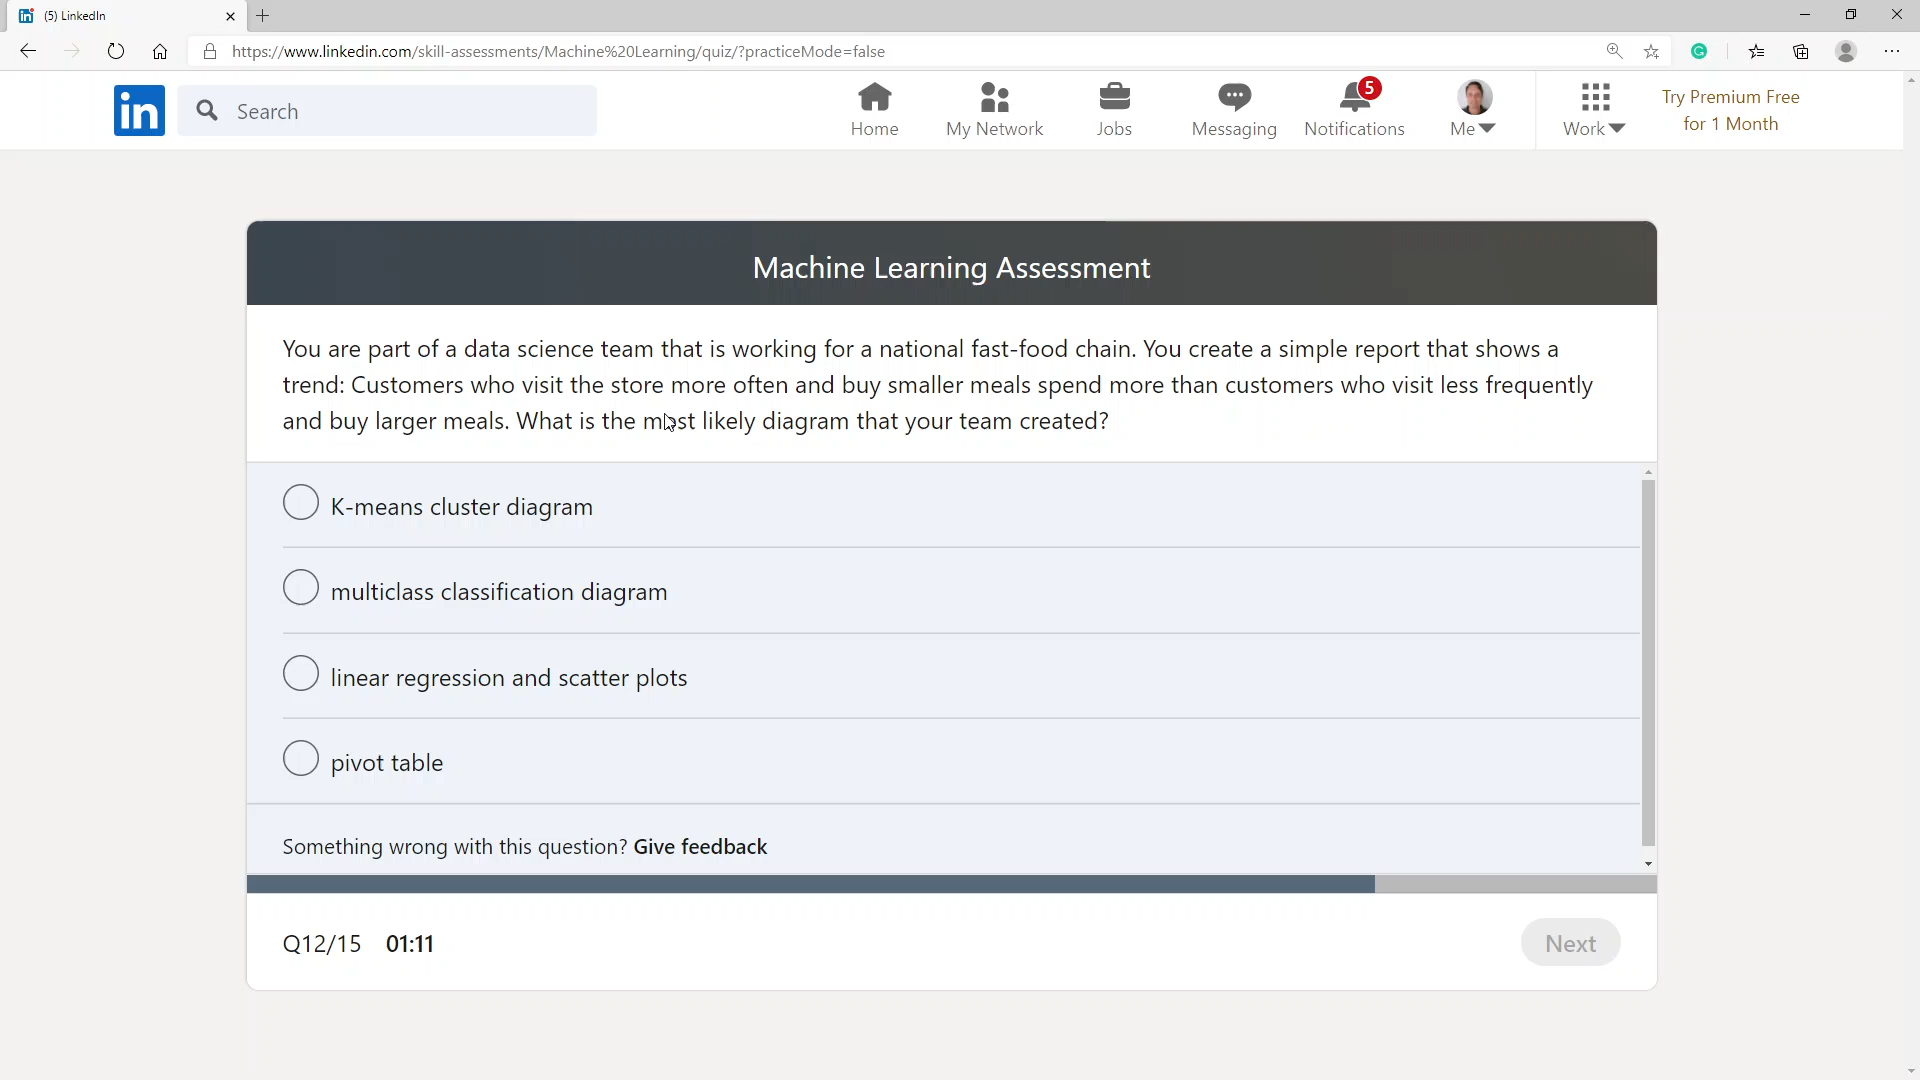 (5) LinkedIn
https://www.linkedin.com/skill-assessments/Machine%20Learning/quiz/?practiceMode=false
in
Search
Home
My Network
Jobs
Messaging
5
Notifications
Me
Work
Try Premium Free
for 1 Month
Machine Learning Assessment
You are part of a data science team that is working for a national fast-food chain. You create a simple report that shows a
trend: Customers who visit the store more often and buy smaller meals spend more than customers who visit less frequently
and buy larger meals. What is the most likely diagram that your team created?
K-means cluster diagram
multiclass classification diagram
linear regression and scatter plots
pivot table
Something wrong with this question? Give feedback
Q12/15 01:11
Next